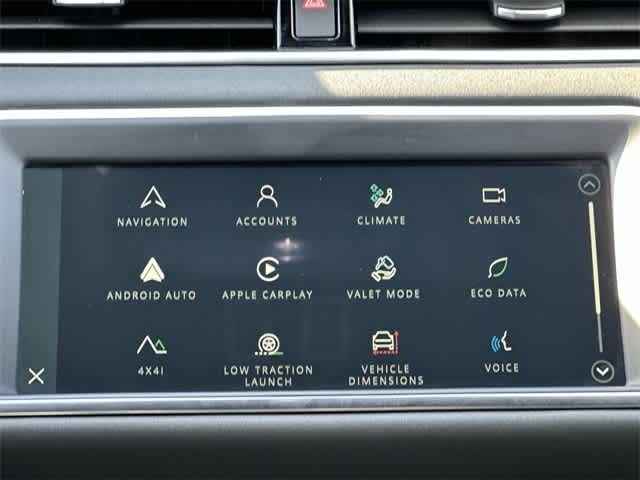 NAVIGATION
ACCOUNTS
CLIMATE
CAMERAS
ANDROID AUTO
APPLE CARPLAY
VALET MODE
ECO DATA
4X4I
LOW TRACTION
LAUNCH
VEHICLE
DIMENSIONS
VOICE